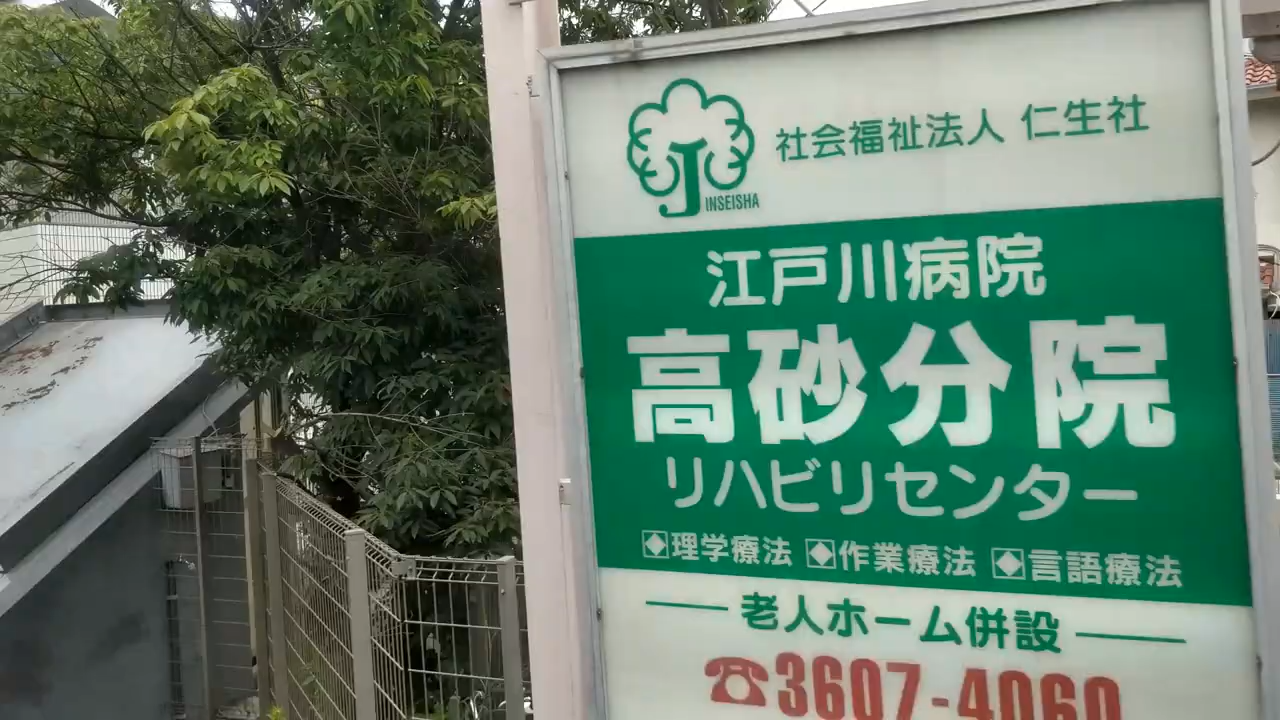 社会福祉法人 仁生社
JINSEISHA
江戸川病院
高砂分院
リハビリセンター
理学療法 作業療法 言語療法
老人ホーム併設
☎3607-4060